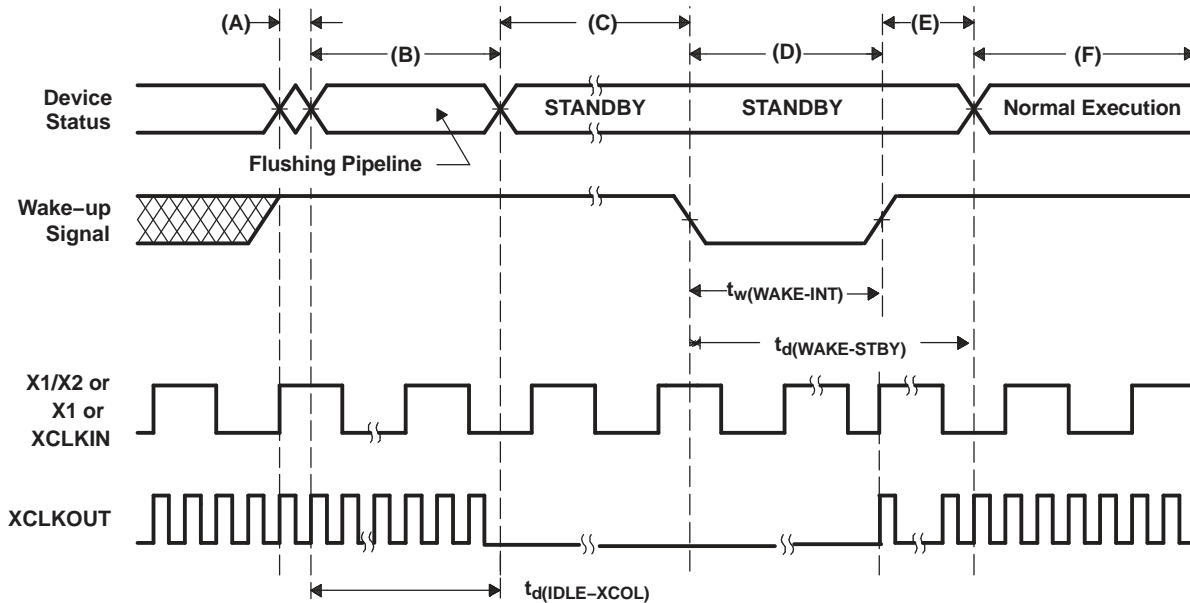 (A)
(B)
(C)
(D)
(E)
(F)
Device
Status
STANDBY
STANDBY
Normal Execution
Flushing Pipeline
Wake−up
Signal
tw(WAKE-INT)
td(WAKE-STBY)
X1/X2 or
X1 or
XCLKIN
XCLKOUT
td(IDLE−XCOL)